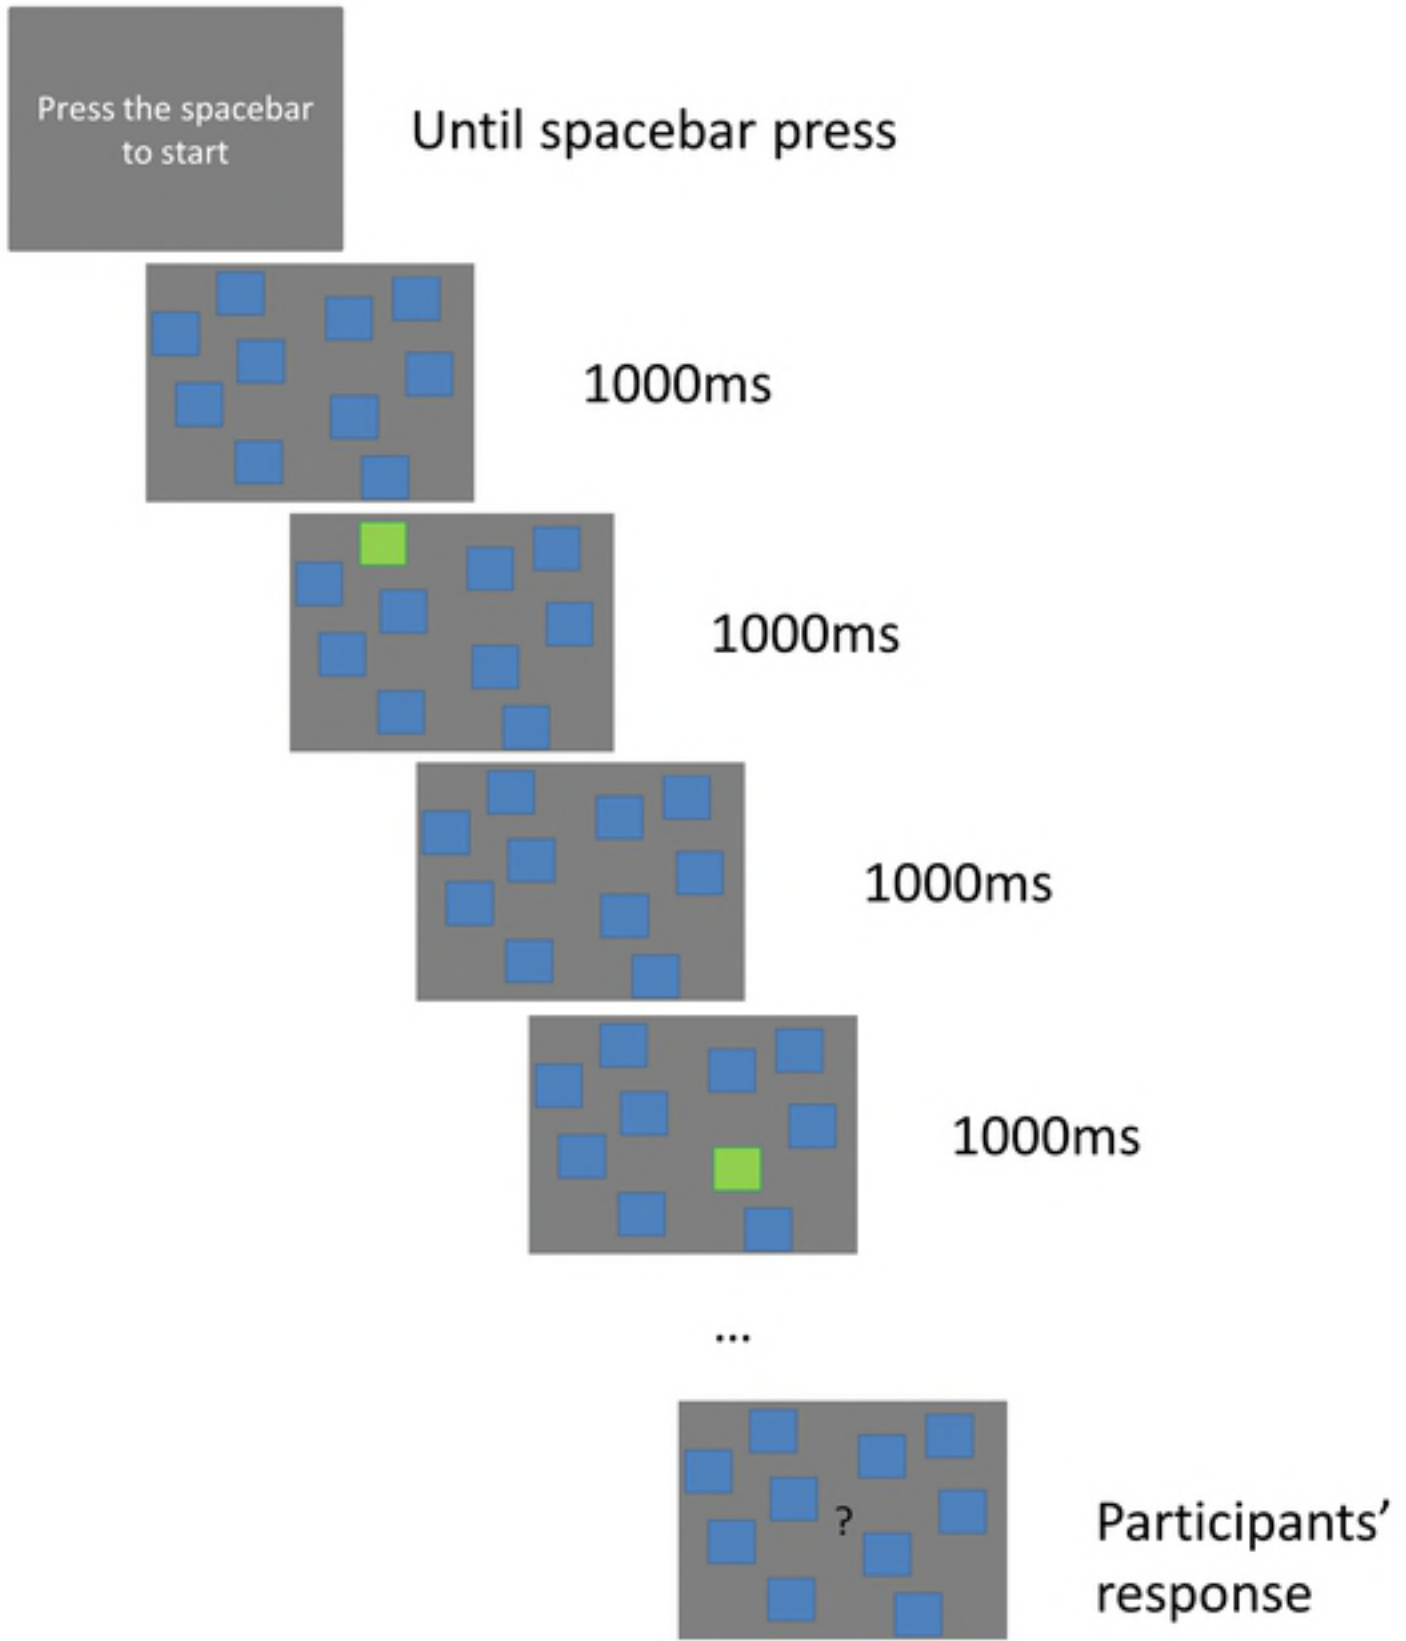 Press the spacebar
to start
Until spacebar press
1000ms
1000ms
1000ms
1000ms
...
?
Participants’
response